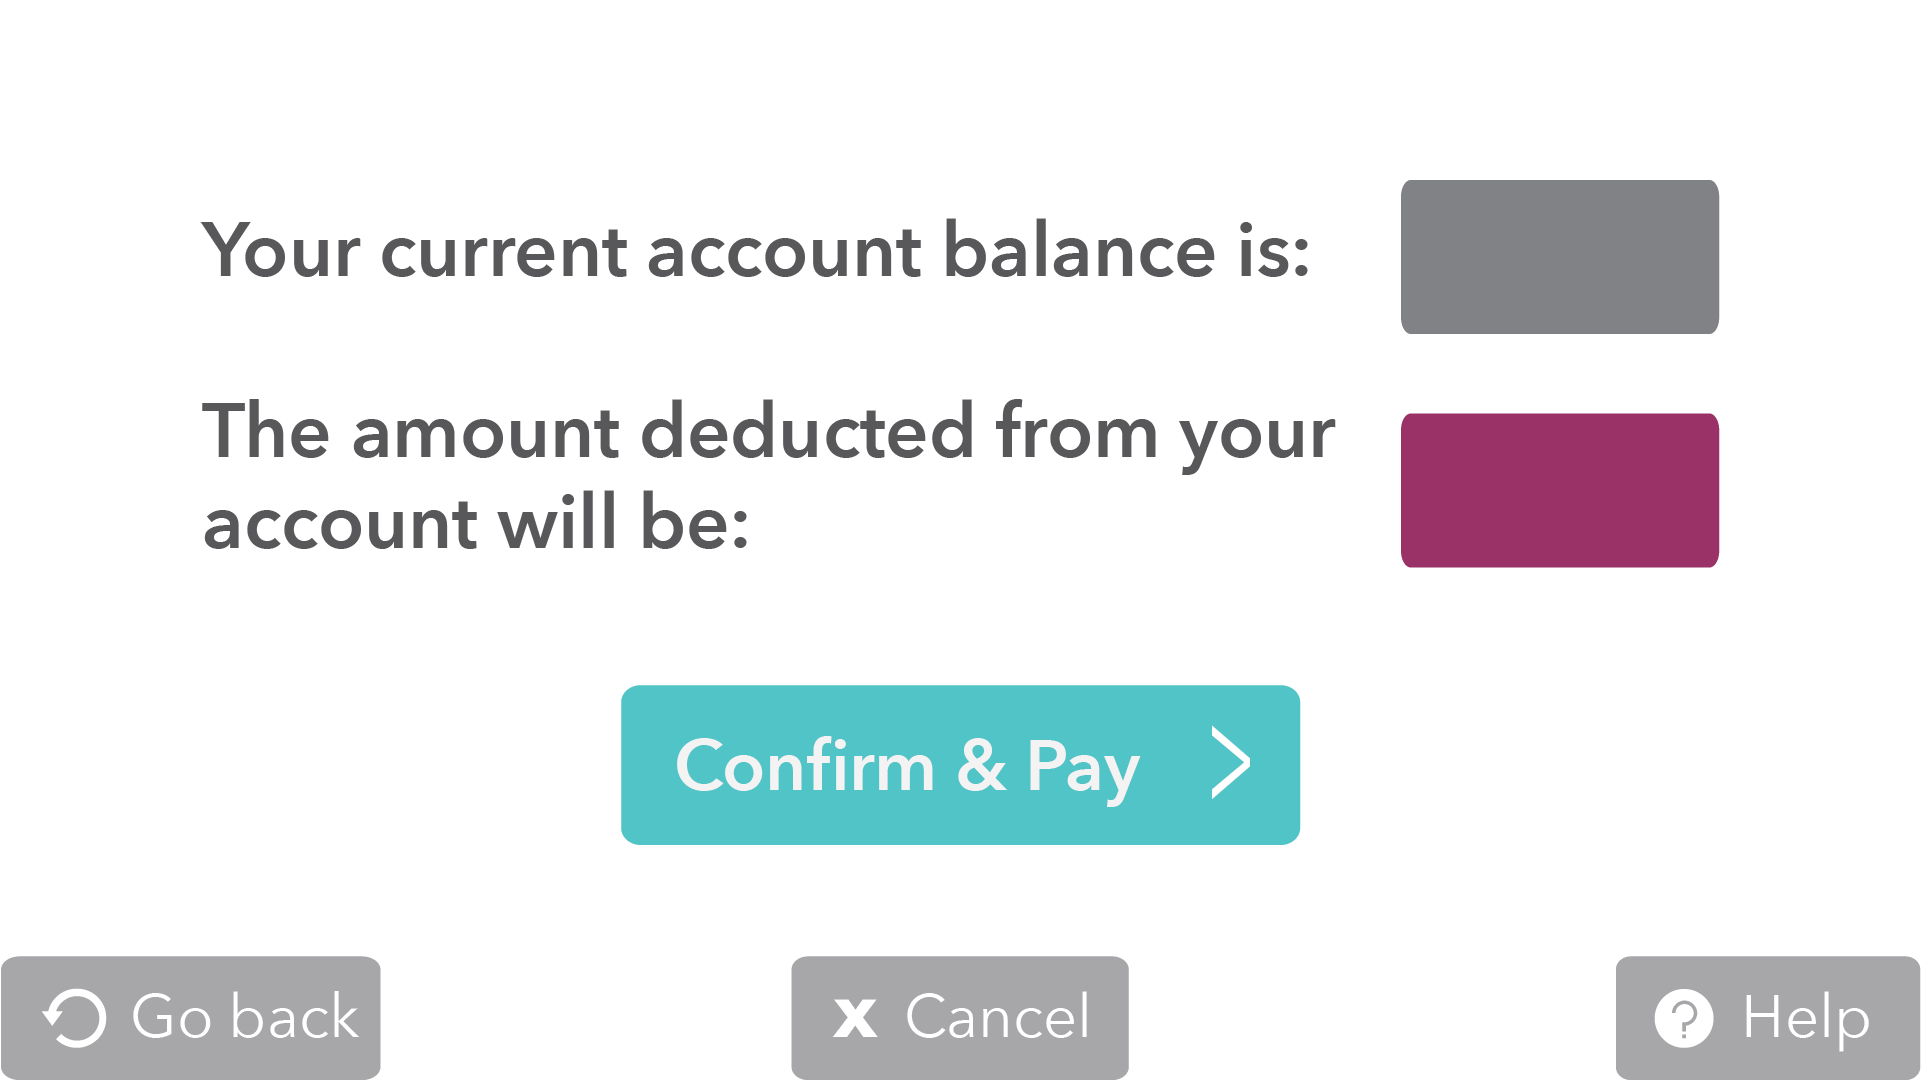 Your current account balance is:
The amount deducted from your
account will be:
Confirm & Pay
Go back
x Cancel
? Help